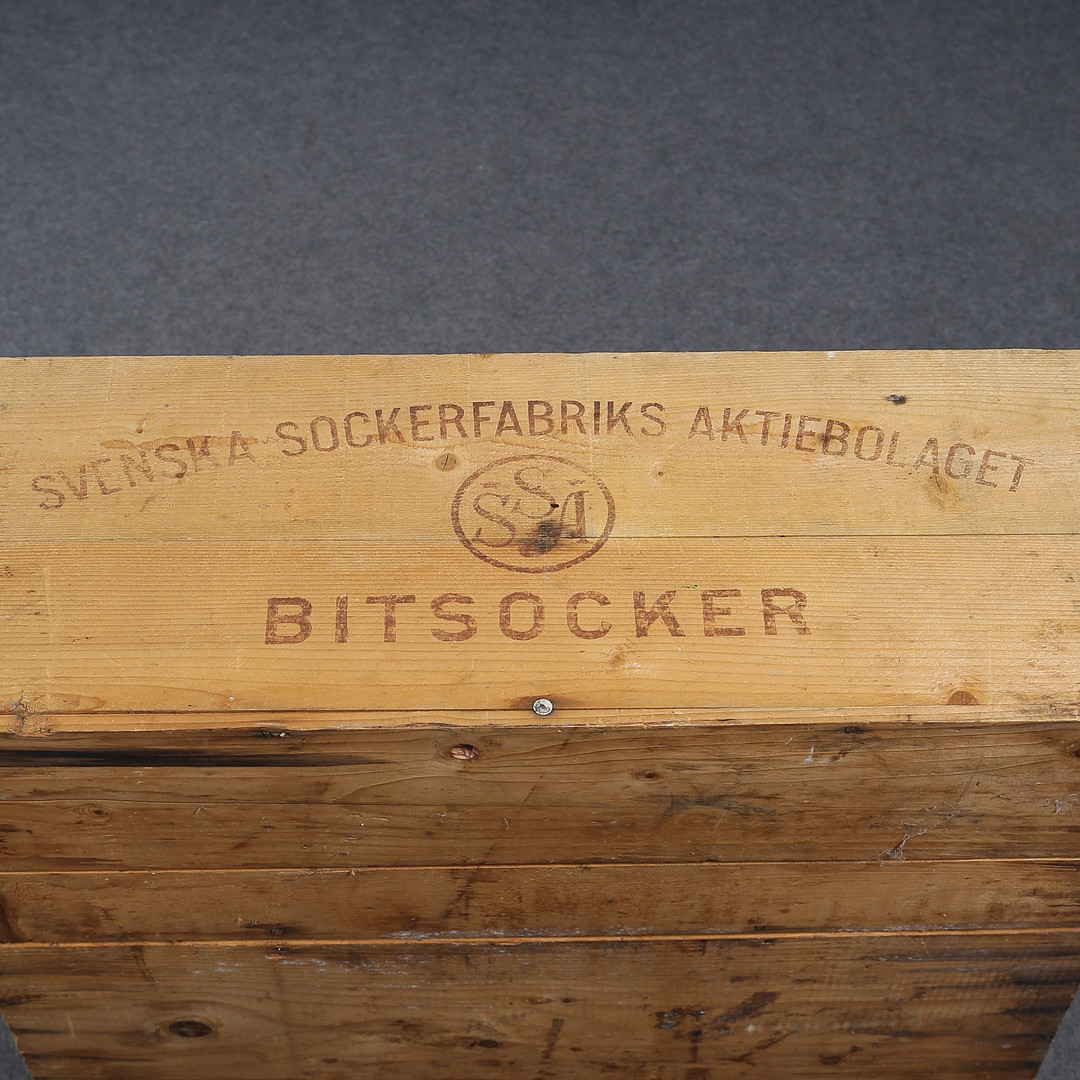 SVENSKA SOCKERFABRIKS AKTIEBOLAGET
SSA
BITSOCKER